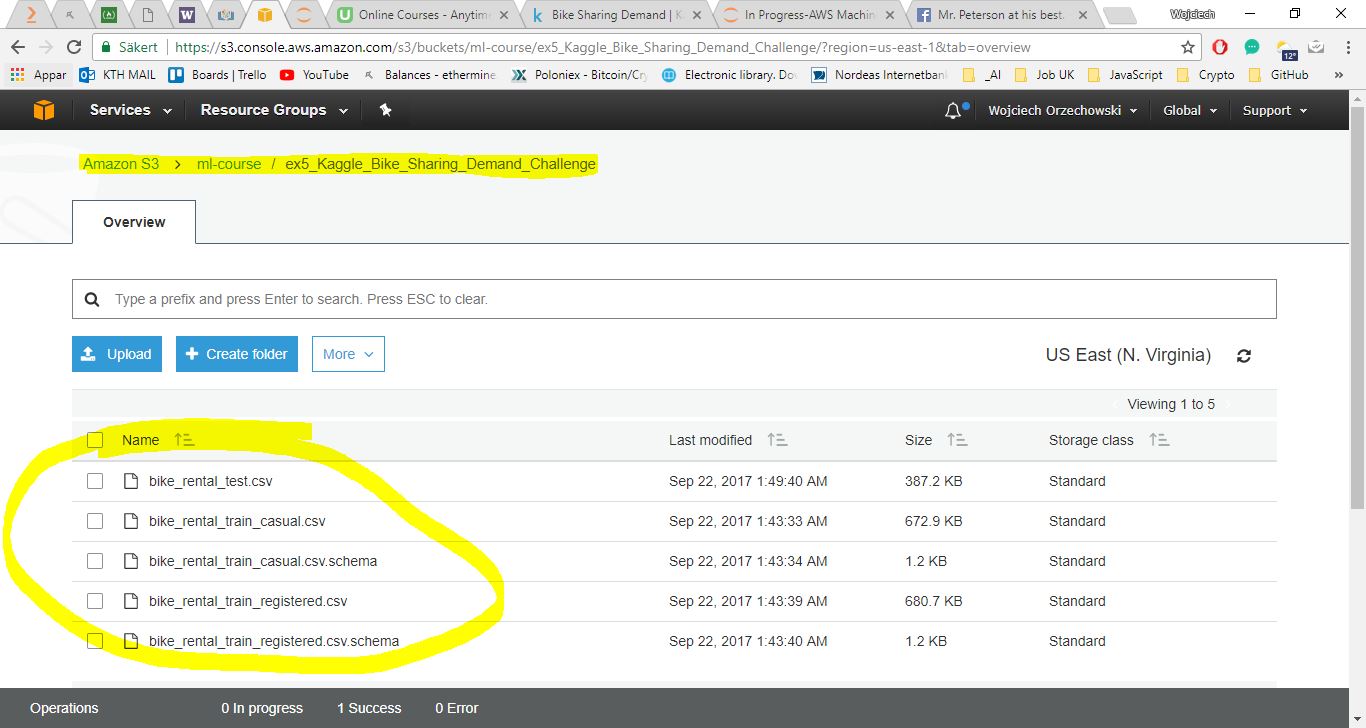 Online Courses - Anytime
Bike Sharing Demand | K
In Progress-AWS Machin
Mr. Peterson at his best.
Wojciech
Säkert https://s3.console.aws.amazon.com/s3/buckets/ml-course/ex5_Kaggle_Bike_Sharing_Demand_Challenge/?region=us-east-1&tab=overview
12°
Appar KTH MAIL Boards | Trello YouTube Balances - ethermine Poloniex - Bitcoin/Cry Electronic library. Do Nordeas Internetbank _AI Job UK JavaScript Crypto GitHub »
Services Resource Groups Wojciech Orzechowski Global Support
Amazon S3 > ml-course / ex5_Kaggle_Bike_Sharing_Demand_Challenge
Overview
Type a prefix and press Enter to search. Press ESC to clear.
Upload + Create folder More US East (N. Virginia)
Viewing 1 to 5
Name Last modified Size Storage class
bike_rental_test.csv Sep 22, 2017 1:49:40 AM 387.2 KB Standard
bike_rental_train_casual.csv Sep 22, 2017 1:43:33 AM 672.9 KB Standard
bike_rental_train_casual.csv.schema Sep 22, 2017 1:43:34 AM 1.2 KB Standard
bike_rental_train_registered.csv Sep 22, 2017 1:43:39 AM 680.7 KB Standard
bike_rental_train_registered.csv.schema Sep 22, 2017 1:43:40 AM 1.2 KB Standard
Operations 0 In progress 1 Success 0 Error